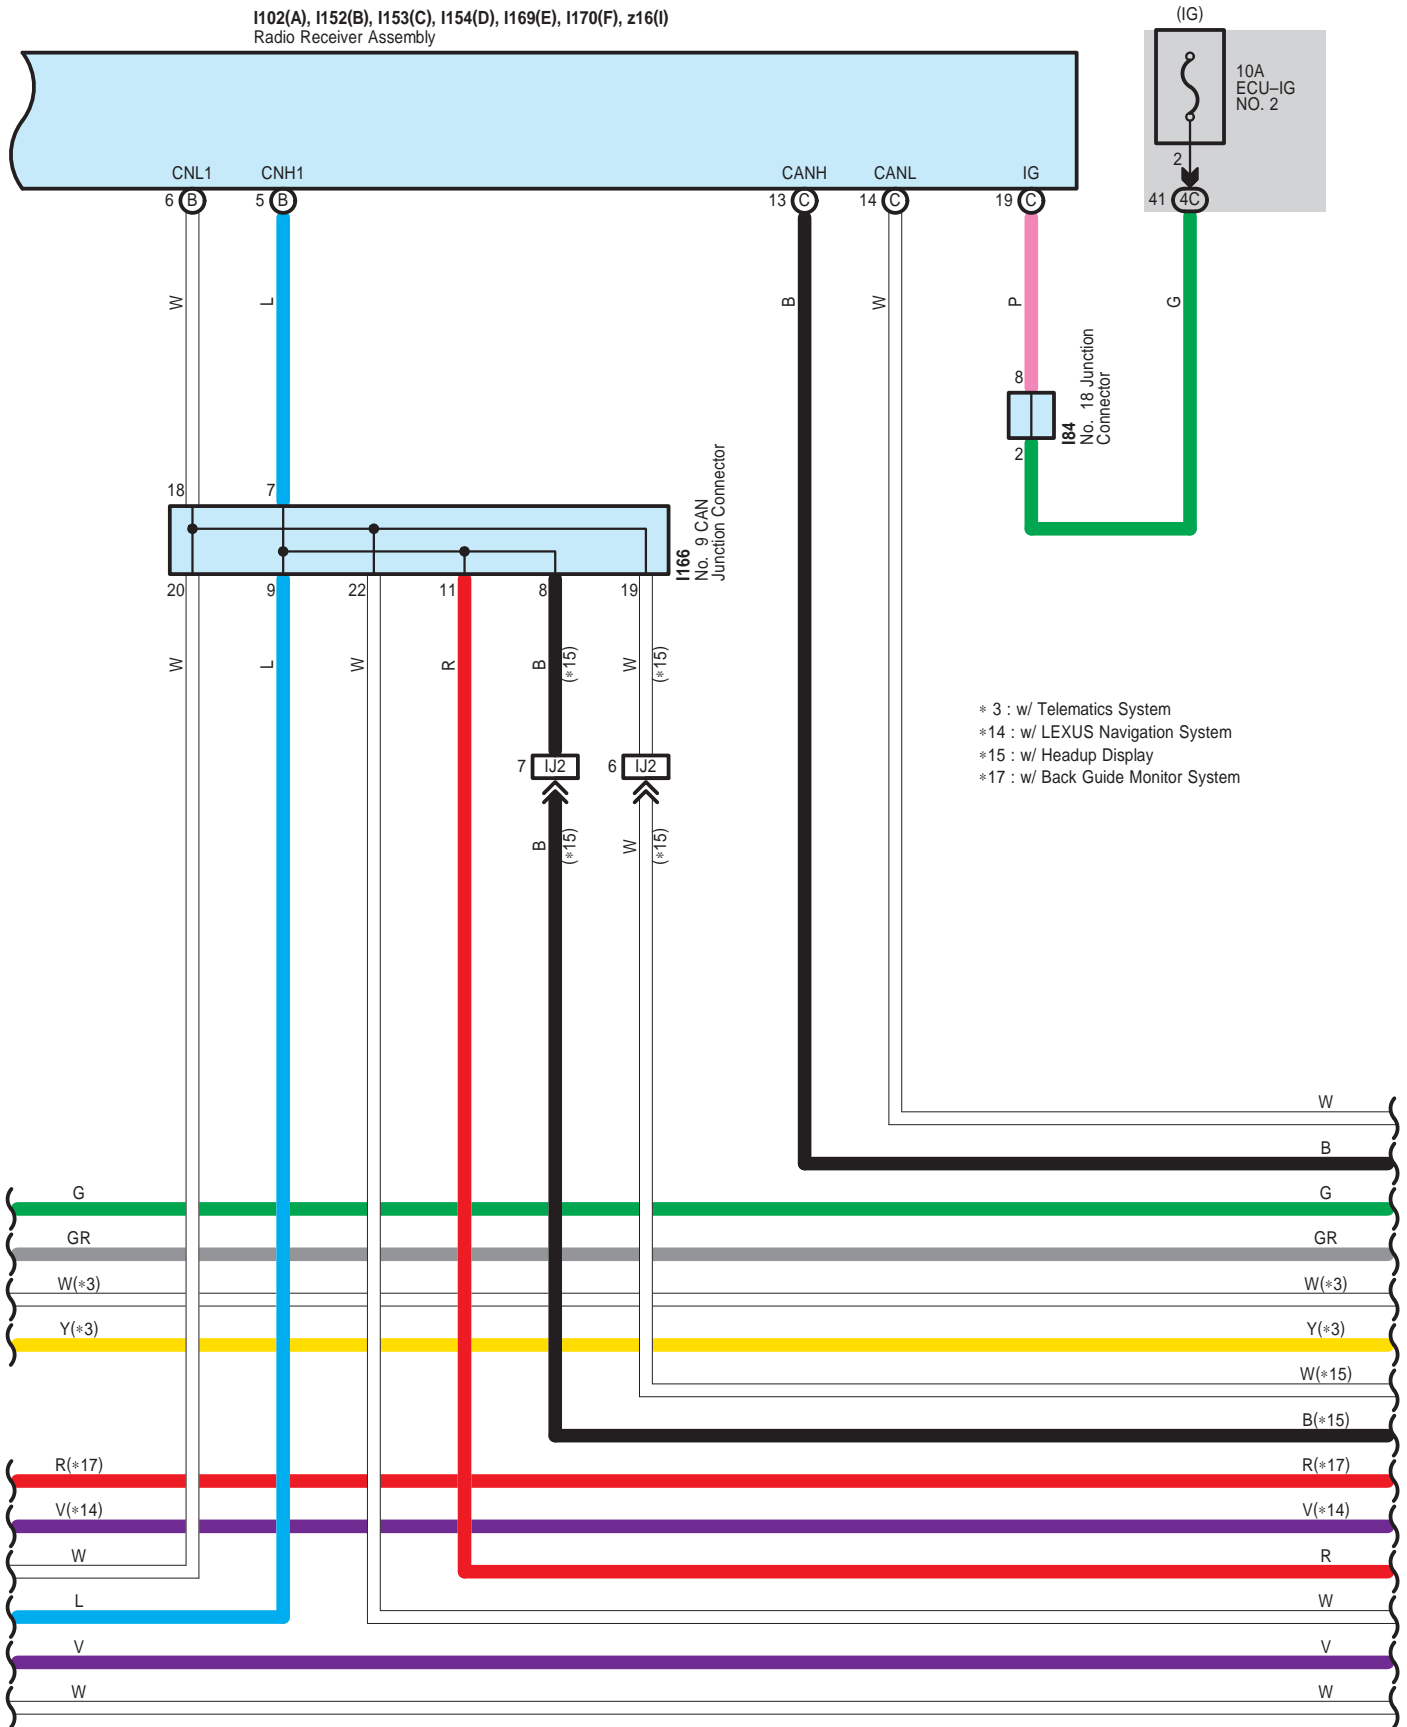 I102(A), I152(B), I153(C), I154(D), I169(E), I170(F), z16(I)
Radio Receiver Assembly
(IG)
10A
ECU–IG
NO. 2
2
41 4C
CNL1 CNH1 CANH CANL IG
6 B 5 B 13 C 14 C 19 C
W L B W P G
8
2
I84
No. 18 Junction
Connector
18 7
I166
No. 9 CAN
Junction Connector
20 9 22 11 8 19
W L W R B (*15) W (*15)
* 3 : w/ Telematics System
*14 : w/ LEXUS Navigation System
*15 : w/ Headup Display
*17 : w/ Back Guide Monitor System
7 IJ2 6 IJ2
B (*15) W (*15)
W
B
G G
GR GR
W(*3) W(*3)
Y(*3) Y(*3)
W(*15)
B(*15)
R(*17) R(*17)
V(*14) V(*14)
W R
L W
V V
W W